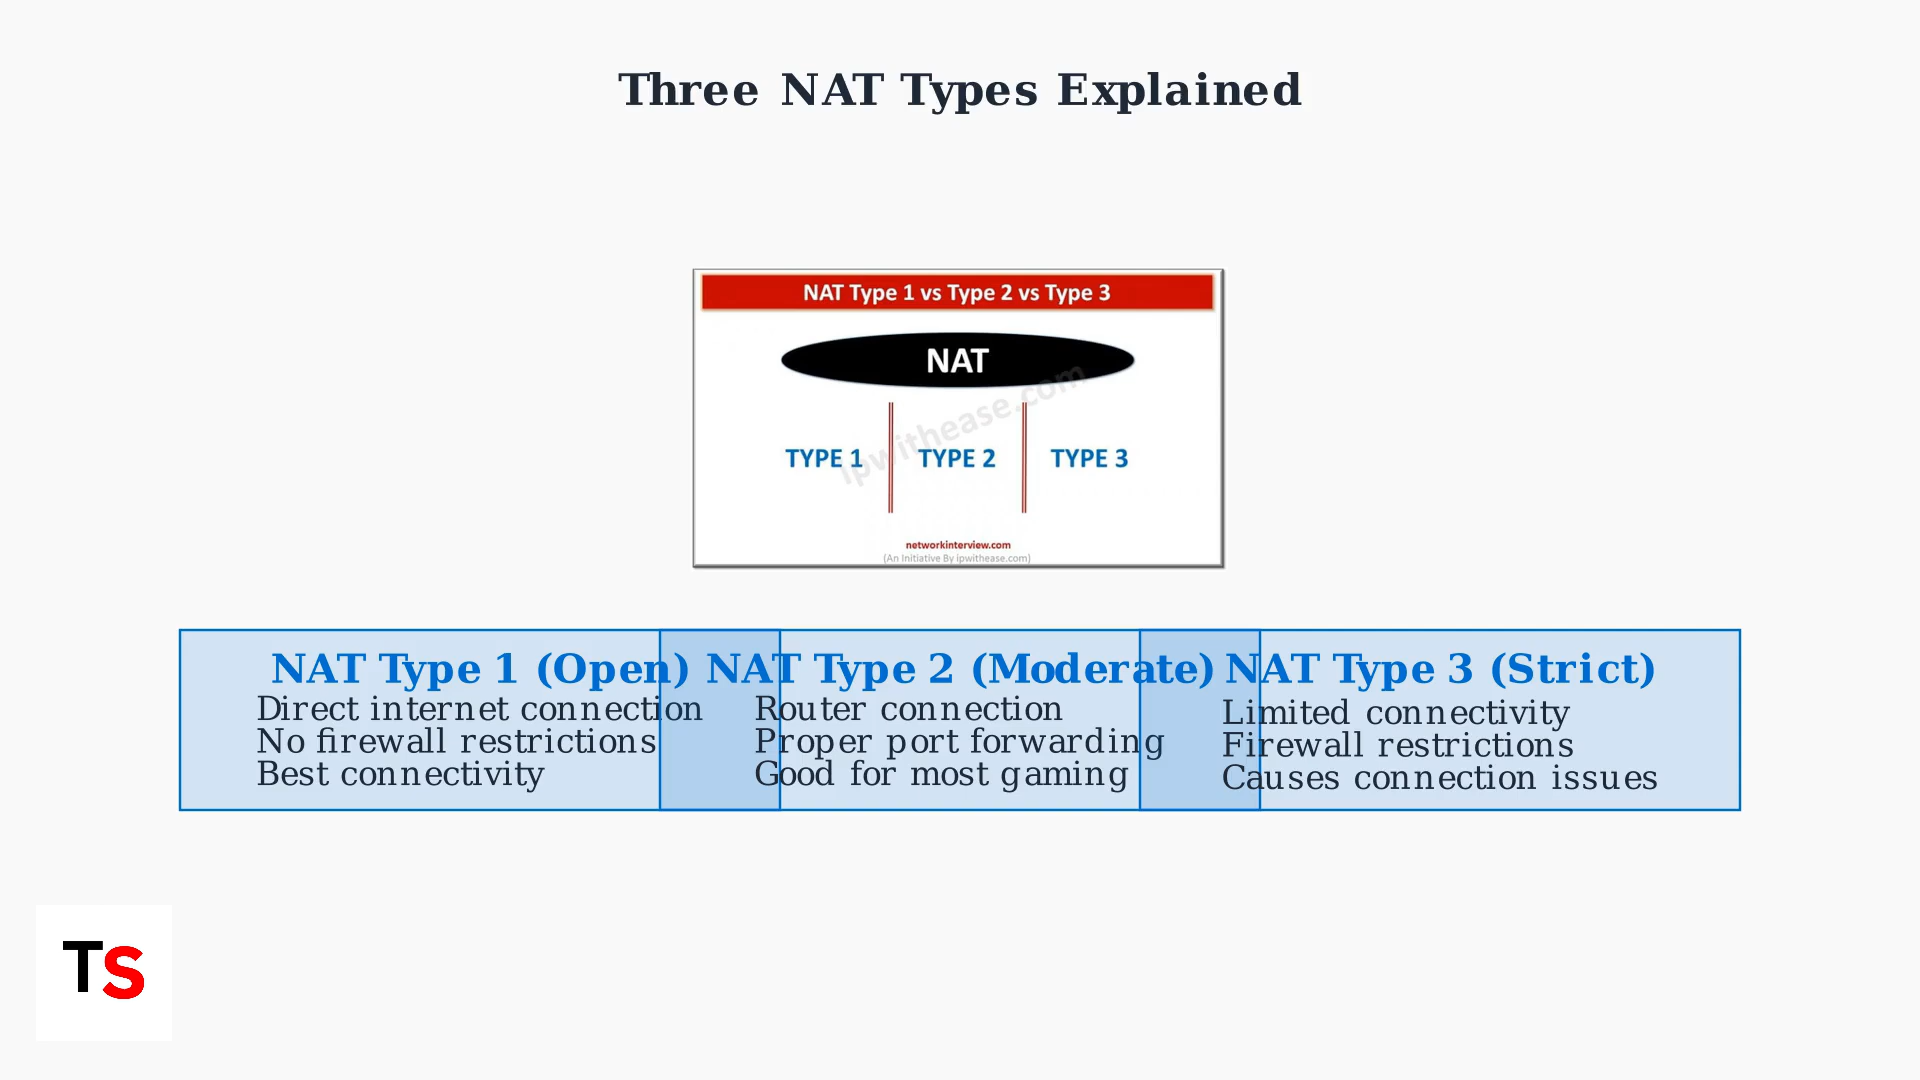 Three NAT Types Explained
NAT Type 1 vs Type 2 vs Type 3
NAT
ipwithease.com
TYPE 1
TYPE 2
TYPE 3
networkinterview.com
(An Initiative By ipwithease.com)
NAT Type 1 (Open)
Direct internet connection
No firewall restrictions
Best connectivity
NAT Type 2 (Moderate)
Router connection
Proper port forwarding
Good for most gaming
NAT Type 3 (Strict)
Limited connectivity
Firewall restrictions
Causes connection issues
TS